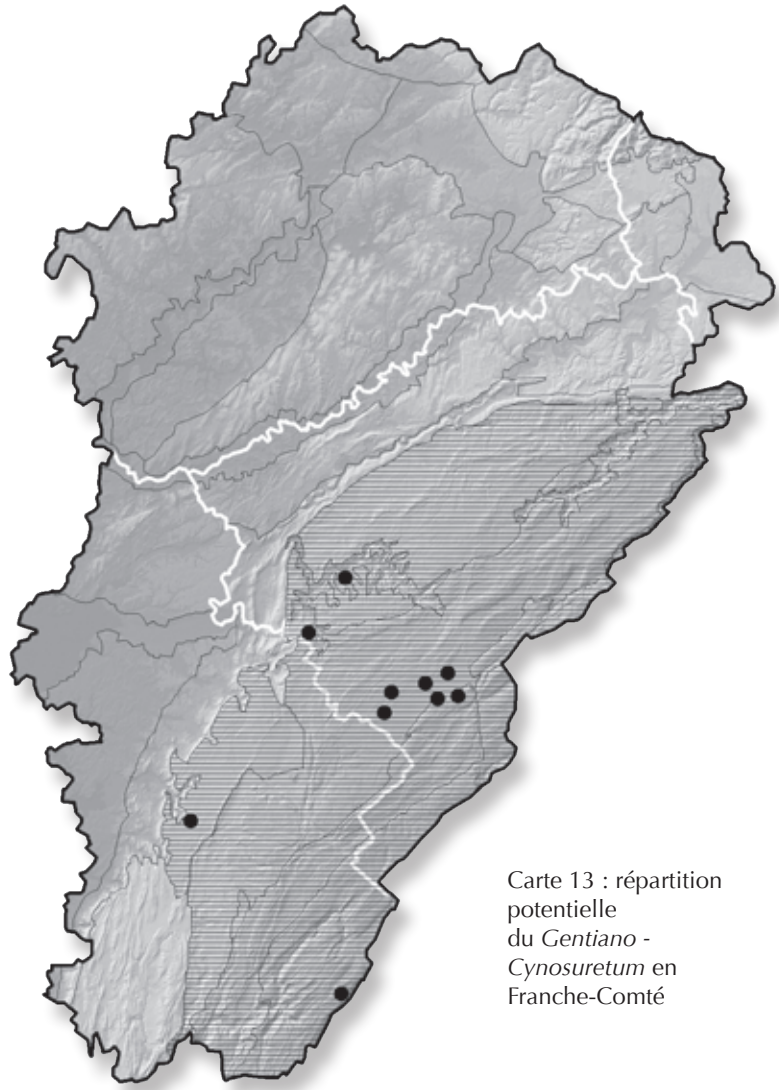 Carte 13 : répartition
potentielle
du Gentiano -
Cynosuretum en
Franche-Comté